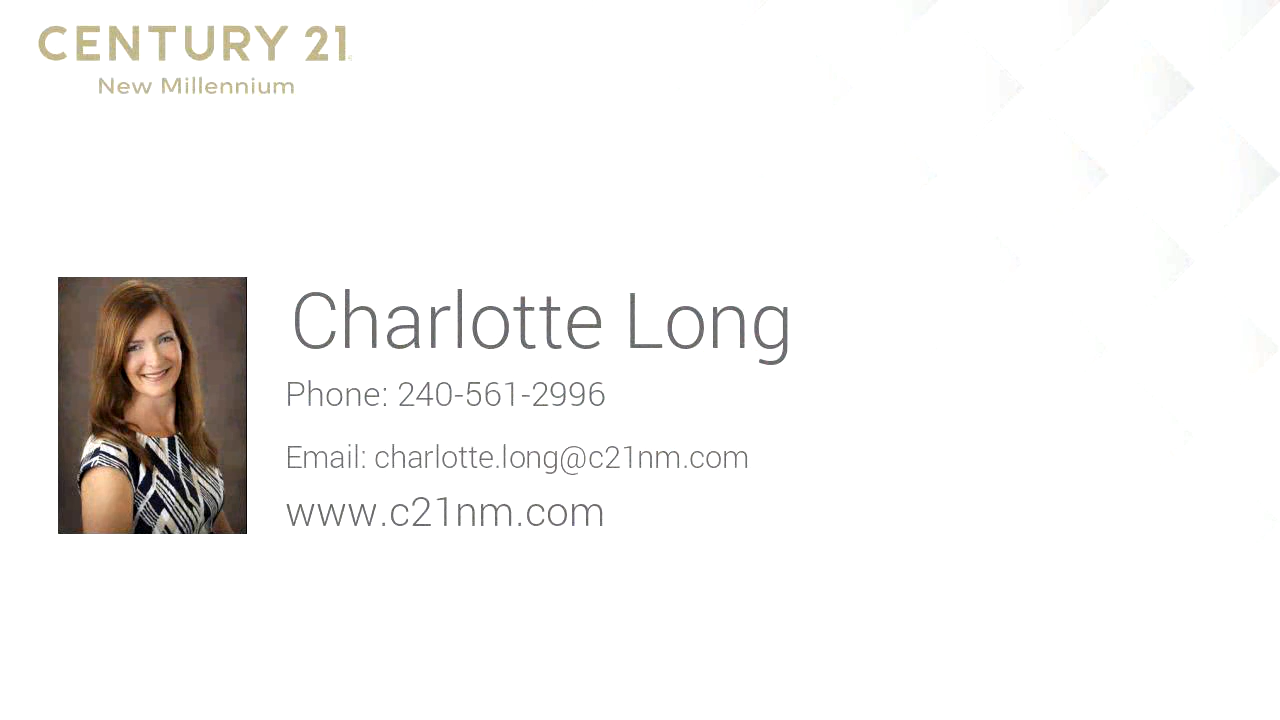 CENTURY 21
New Millennium
Charlotte Long
Phone: 240-561-2996
Email: charlotte.long@c21nm.com
www.c21nm.com